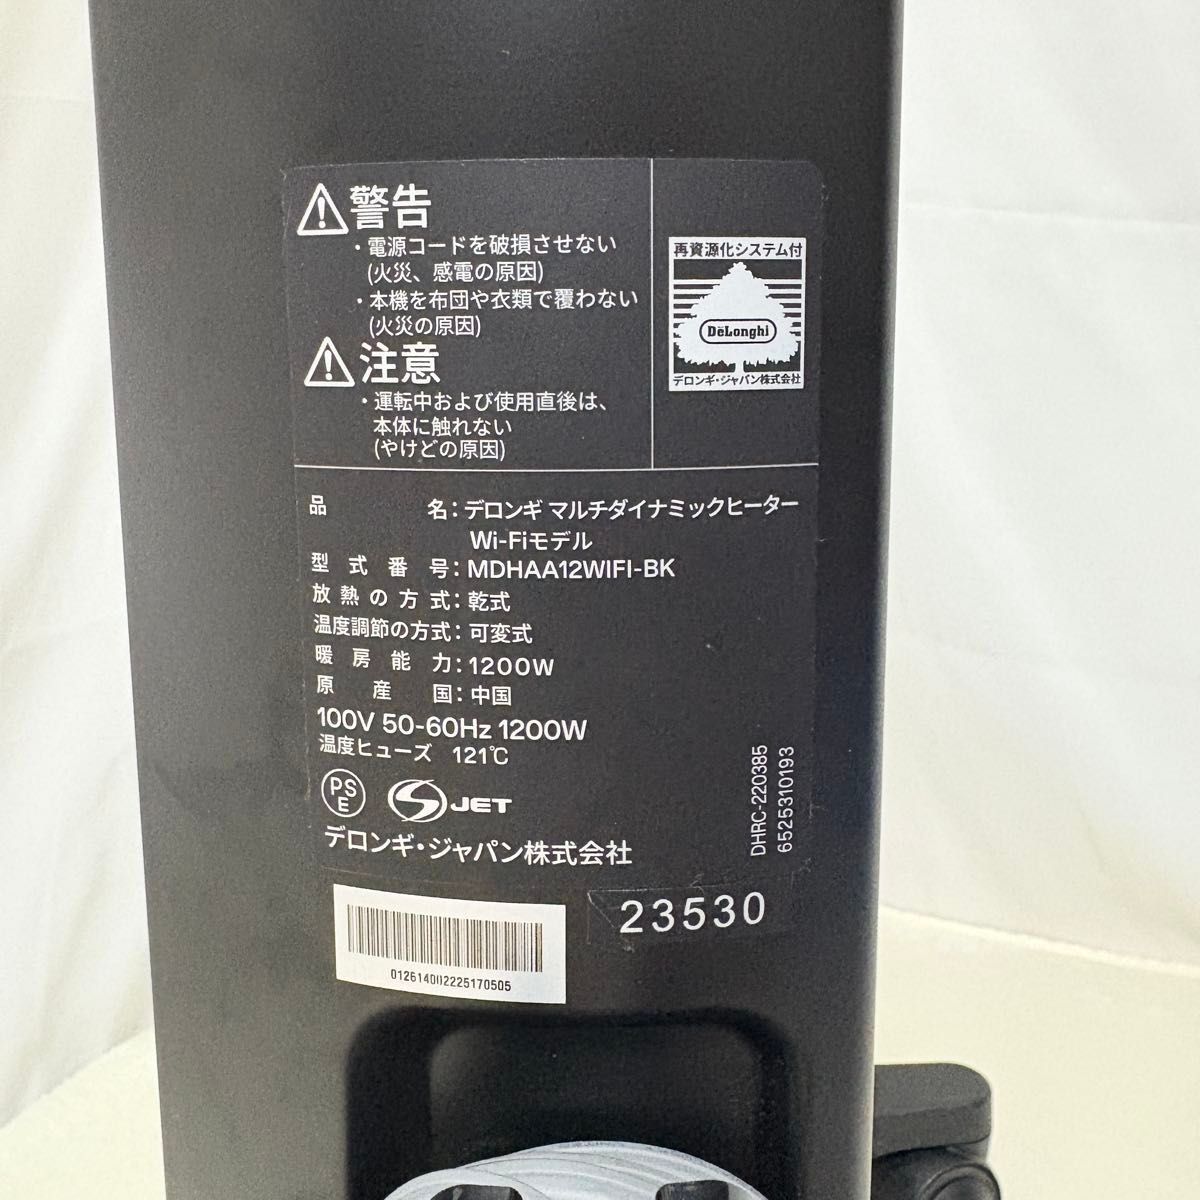 警告
・電源コードを破損させない
(火災、感電の原因)
・本機を布団や衣類で覆わない
(火災の原因)
注意
・運転中および使用直後は、
本体に触れない
(やけどの原因)
再資源化システム付
DeLonghi
デロンギ・ジャパン株式会社
品名：デロンギ マルチダイナミックヒーター
Wi-Fiモデル
型式番号：MDHAA12WIFI-BK
放熱の方式：乾式
温度調節の方式：可変式
暖房能力：1200W
原産国：中国
100V 50-60Hz 1200W
温度ヒューズ 121℃
PS
E
JET
デロンギ・ジャパン株式会社
DHRC-220385
6525310193
23530
012614002225170505